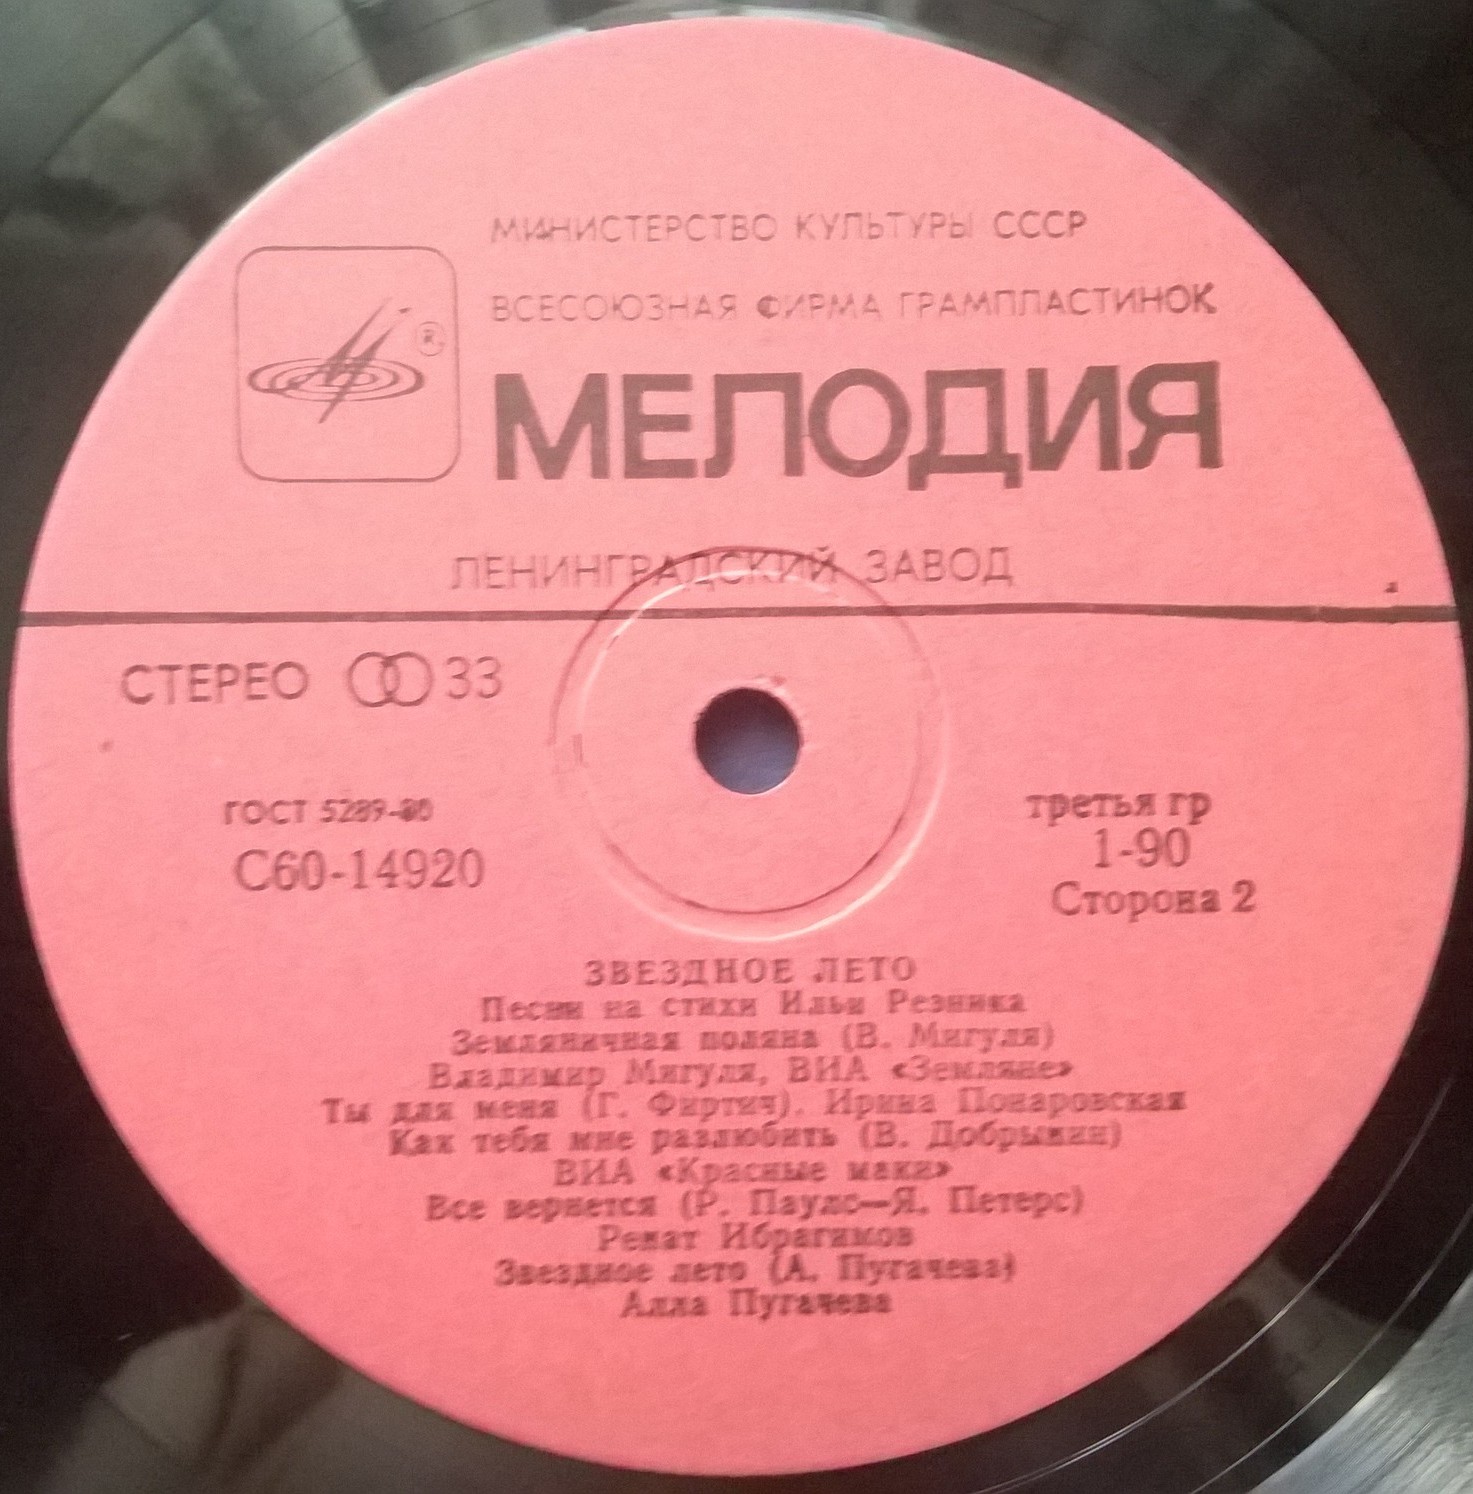 МИНИСТЕРСТВО КУЛЬТУРЫ СССР
ВСЕСОЮЗНАЯ ФИРМА ГРАМПЛАСТИНОК
МЕЛОДИЯ
ЛЕНИНГРАДСКИЙ ЗАВОД
СТЕРЕО 33
ГОСТ 5289-80
С60-14920
третья гр
1-90
Сторона 2
ЗВЕЗДНОЕ ЛЕТО
Песни на стихи Ильи Резника
Земляничная поляна (В. Мигуля)
Владимир Мигуля, ВИА «Земляне»
Ты для меня (Г. Фиртич). Ирина Понаровская
Как тебя мне разлюбить (В. Добрынин)
ВИА «Красные маки»
Все вернется (Р. Паулс—Я. Петерс)
Ренат Ибрагимов
Звездное лето (А. Пугачева)
Алла Пугачева